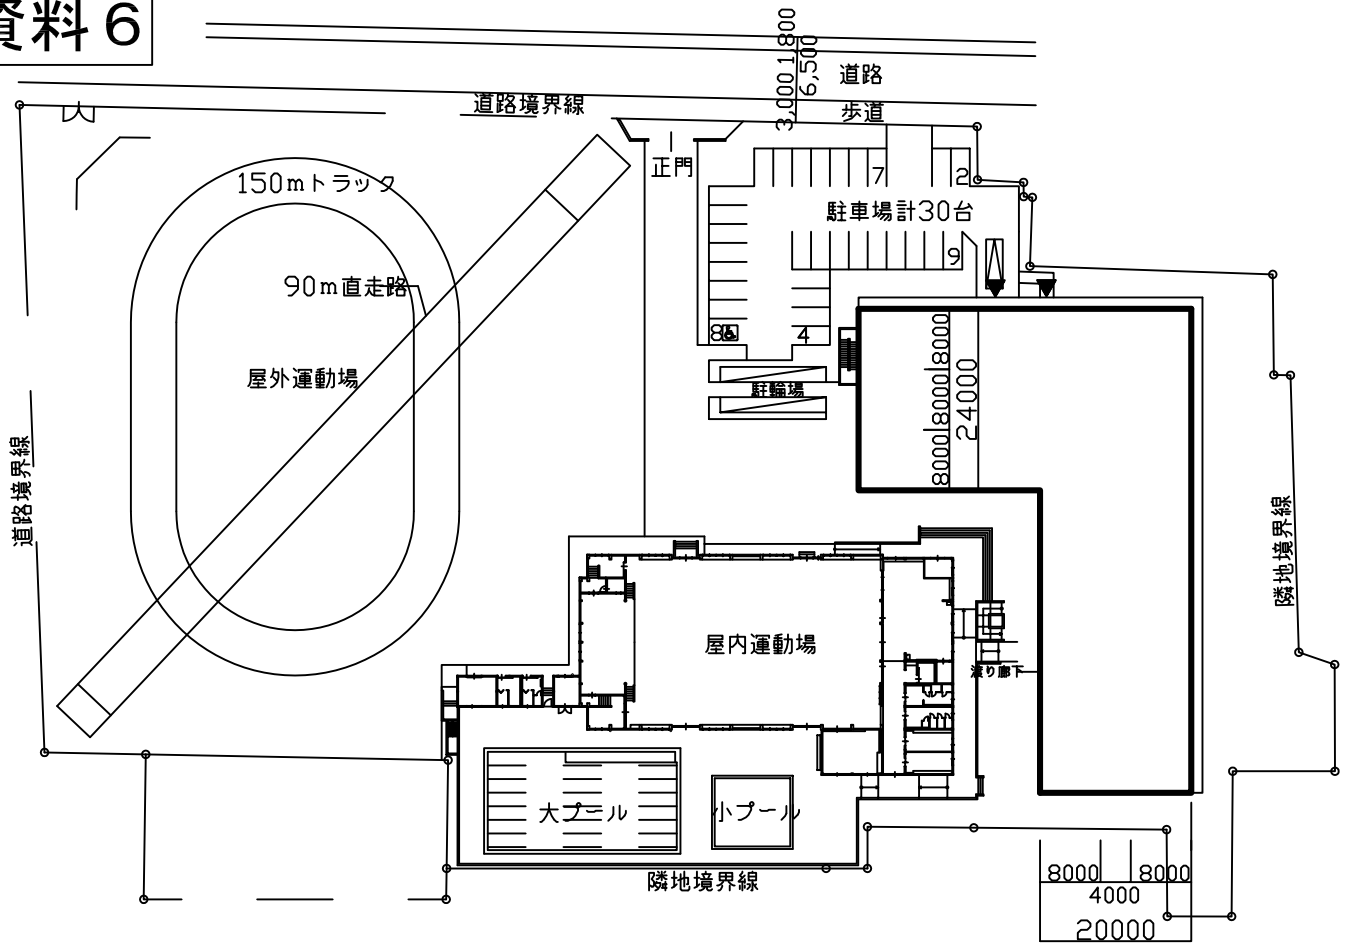 資料６
1,800
3,000
6,500
道路
道路境界線
歩道
正門
7
2
150mトラック
駐車場計30台
9
90m直走路
8
4
屋外運動場
駐輪場
8000
8000
8000
24000
道路境界線
隣地境界線
屋内運動場
渡り廊下
大プール
小プール
隣地境界線
8000
8000
4000
20000